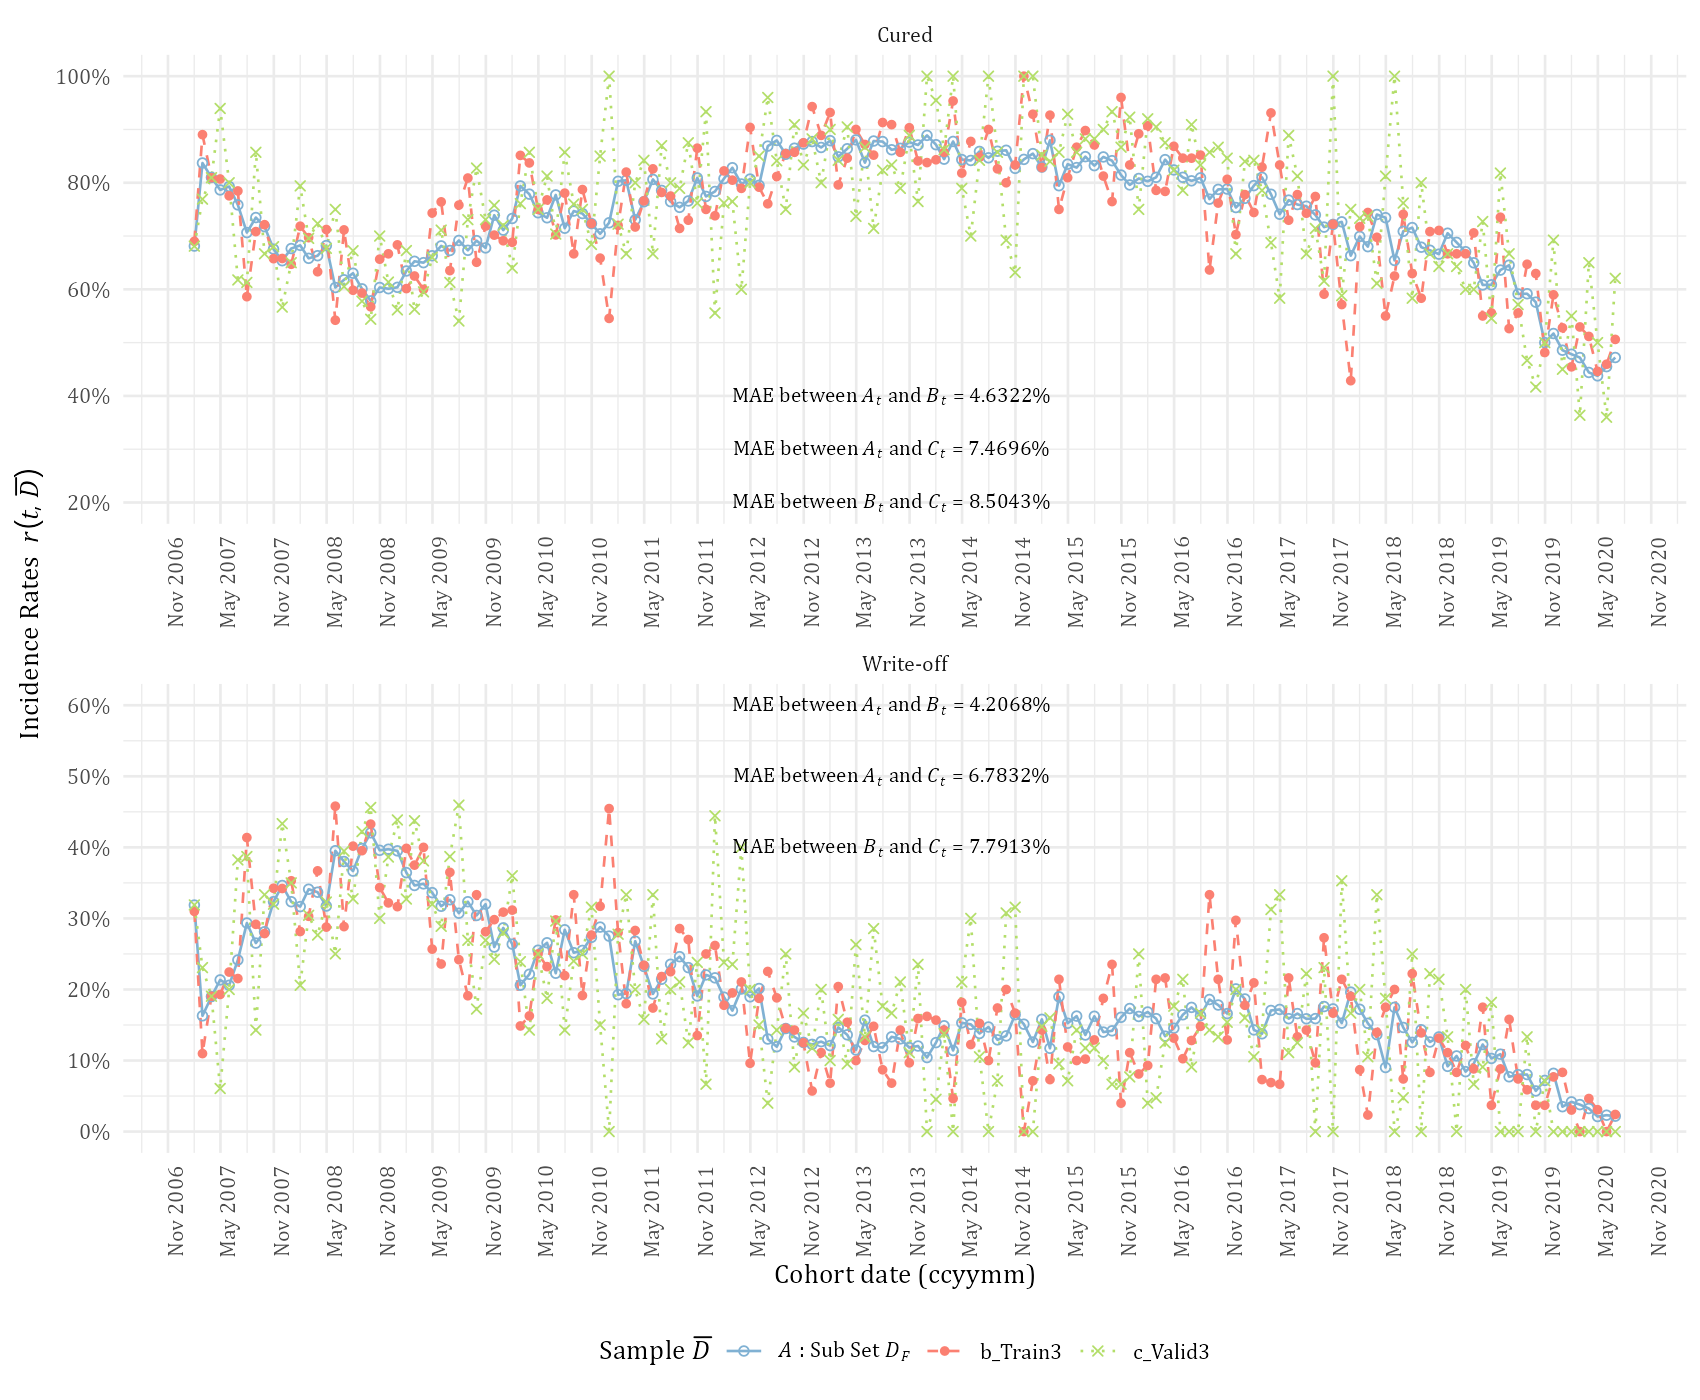 Cured
100%
80%
60%
40%
20%
MAE between A_t and B_t = 4.6322%
MAE between A_t and C_t = 7.4696%
MAE between B_t and C_t = 8.5043%
Nov 2006
May 2007
Nov 2007
May 2008
Nov 2008
May 2009
Nov 2009
May 2010
Nov 2010
May 2011
Nov 2011
May 2012
Nov 2012
May 2013
Nov 2013
May 2014
Nov 2014
May 2015
Nov 2015
May 2016
Nov 2016
May 2017
Nov 2017
May 2018
Nov 2018
May 2019
Nov 2019
May 2020
Nov 2020
Incidence Rates r(t, D̅)
Write-off
60%
50%
40%
30%
20%
10%
0%
MAE between A_t and B_t = 4.2068%
MAE between A_t and C_t = 6.7832%
MAE between B_t and C_t = 7.7913%
Nov 2006
May 2007
Nov 2007
May 2008
Nov 2008
May 2009
Nov 2009
May 2010
Nov 2010
May 2011
Nov 2011
May 2012
Nov 2012
May 2013
Nov 2013
May 2014
Nov 2014
May 2015
Nov 2015
May 2016
Nov 2016
May 2017
Nov 2017
May 2018
Nov 2018
May 2019
Nov 2019
May 2020
Nov 2020
Cohort date (ccyymm)
Sample D̅ A : Sub Set D_F b_Train3 c_Valid3